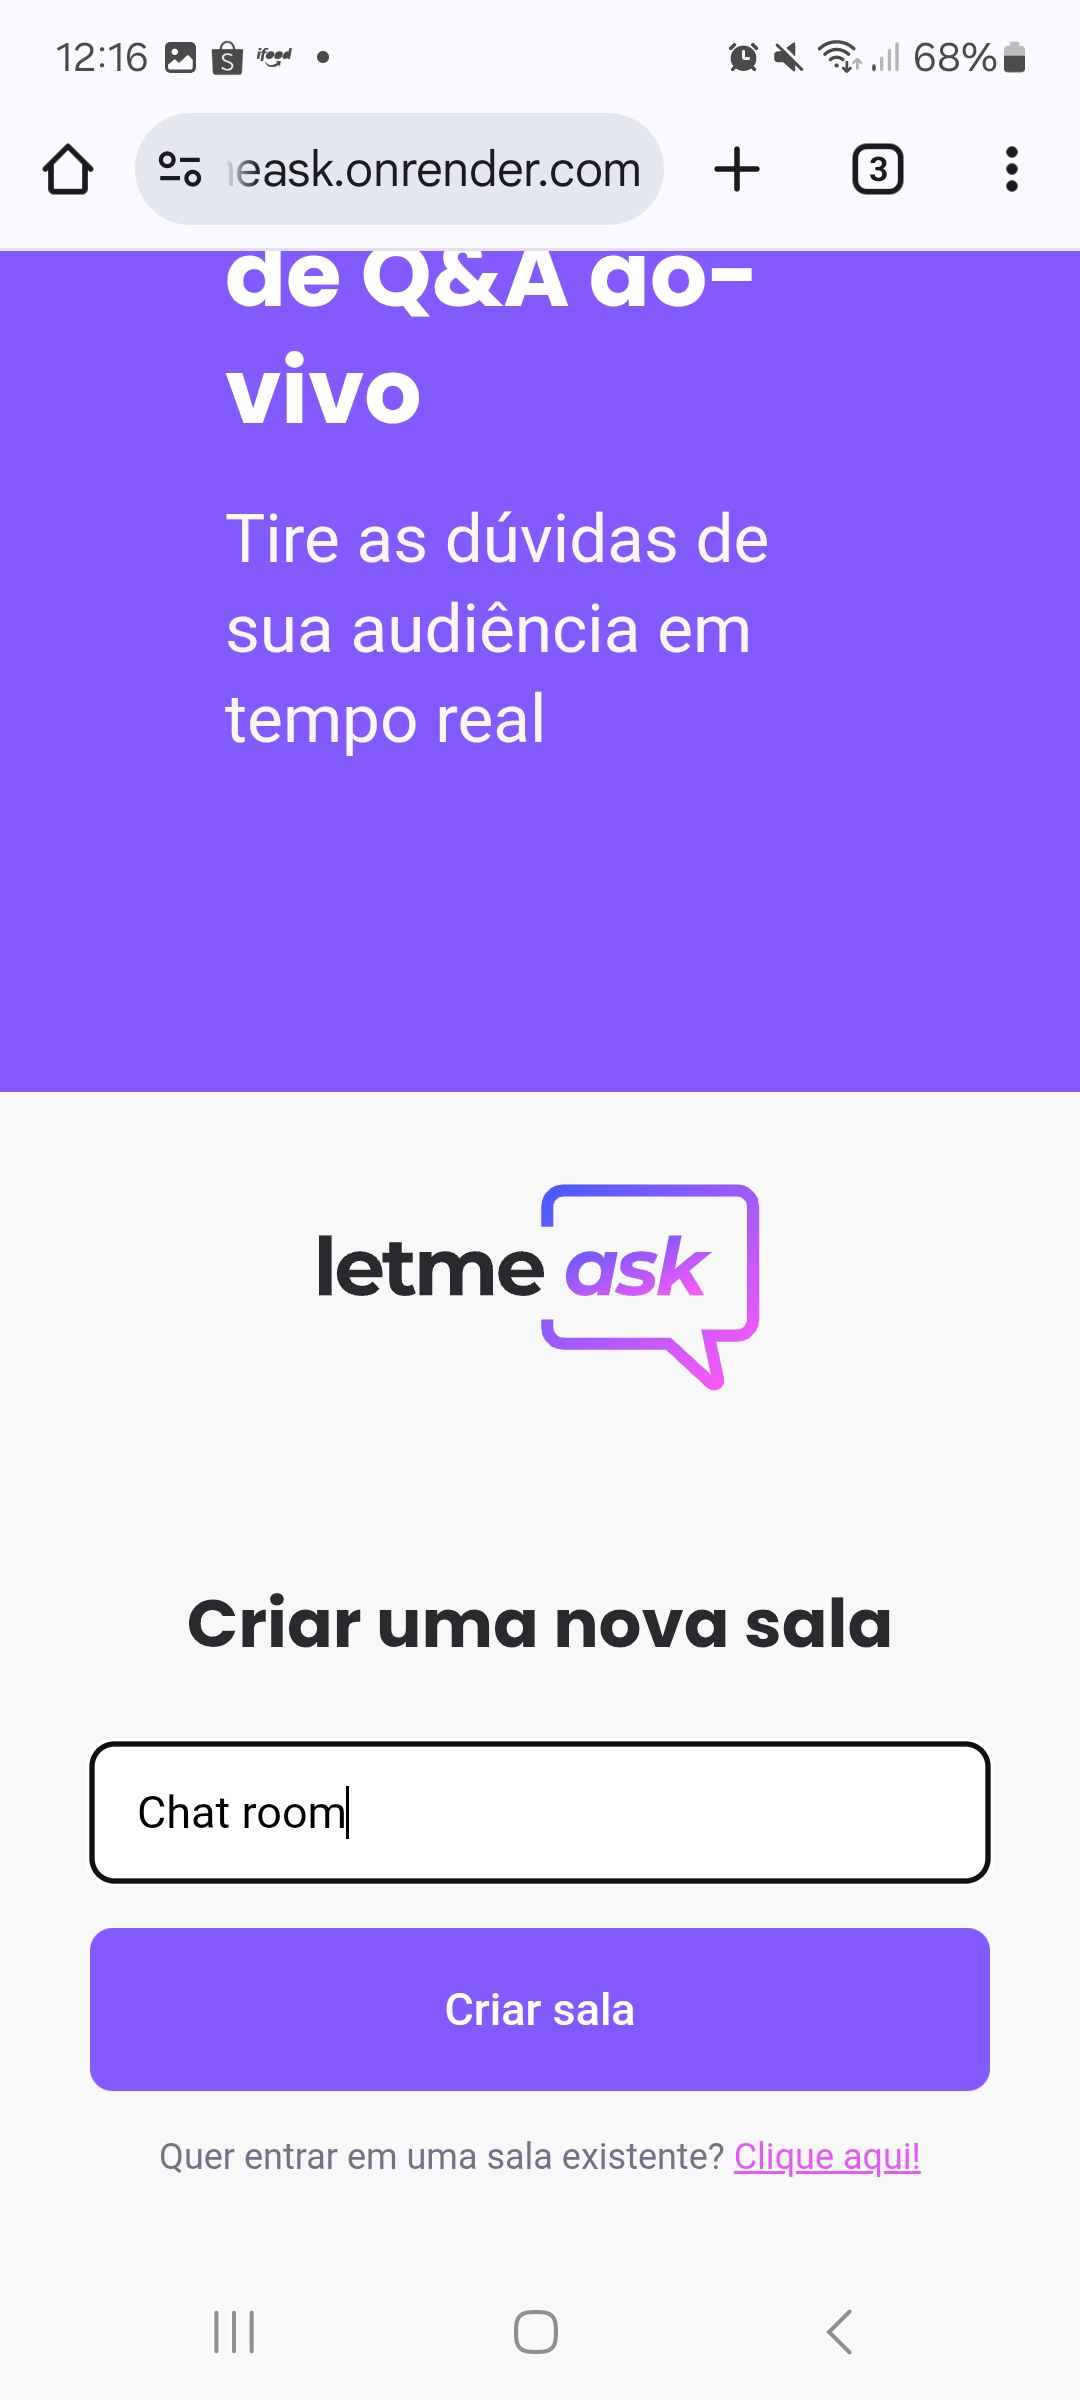 12:16
ifood
68%
eask.onrender.com
3
de Q&A ao-
vivo
Tire as dúvidas de
sua audiência em
tempo real
letme ask
Criar uma nova sala
Chat room
Criar sala
Quer entrar em uma sala existente? Clique aqui!